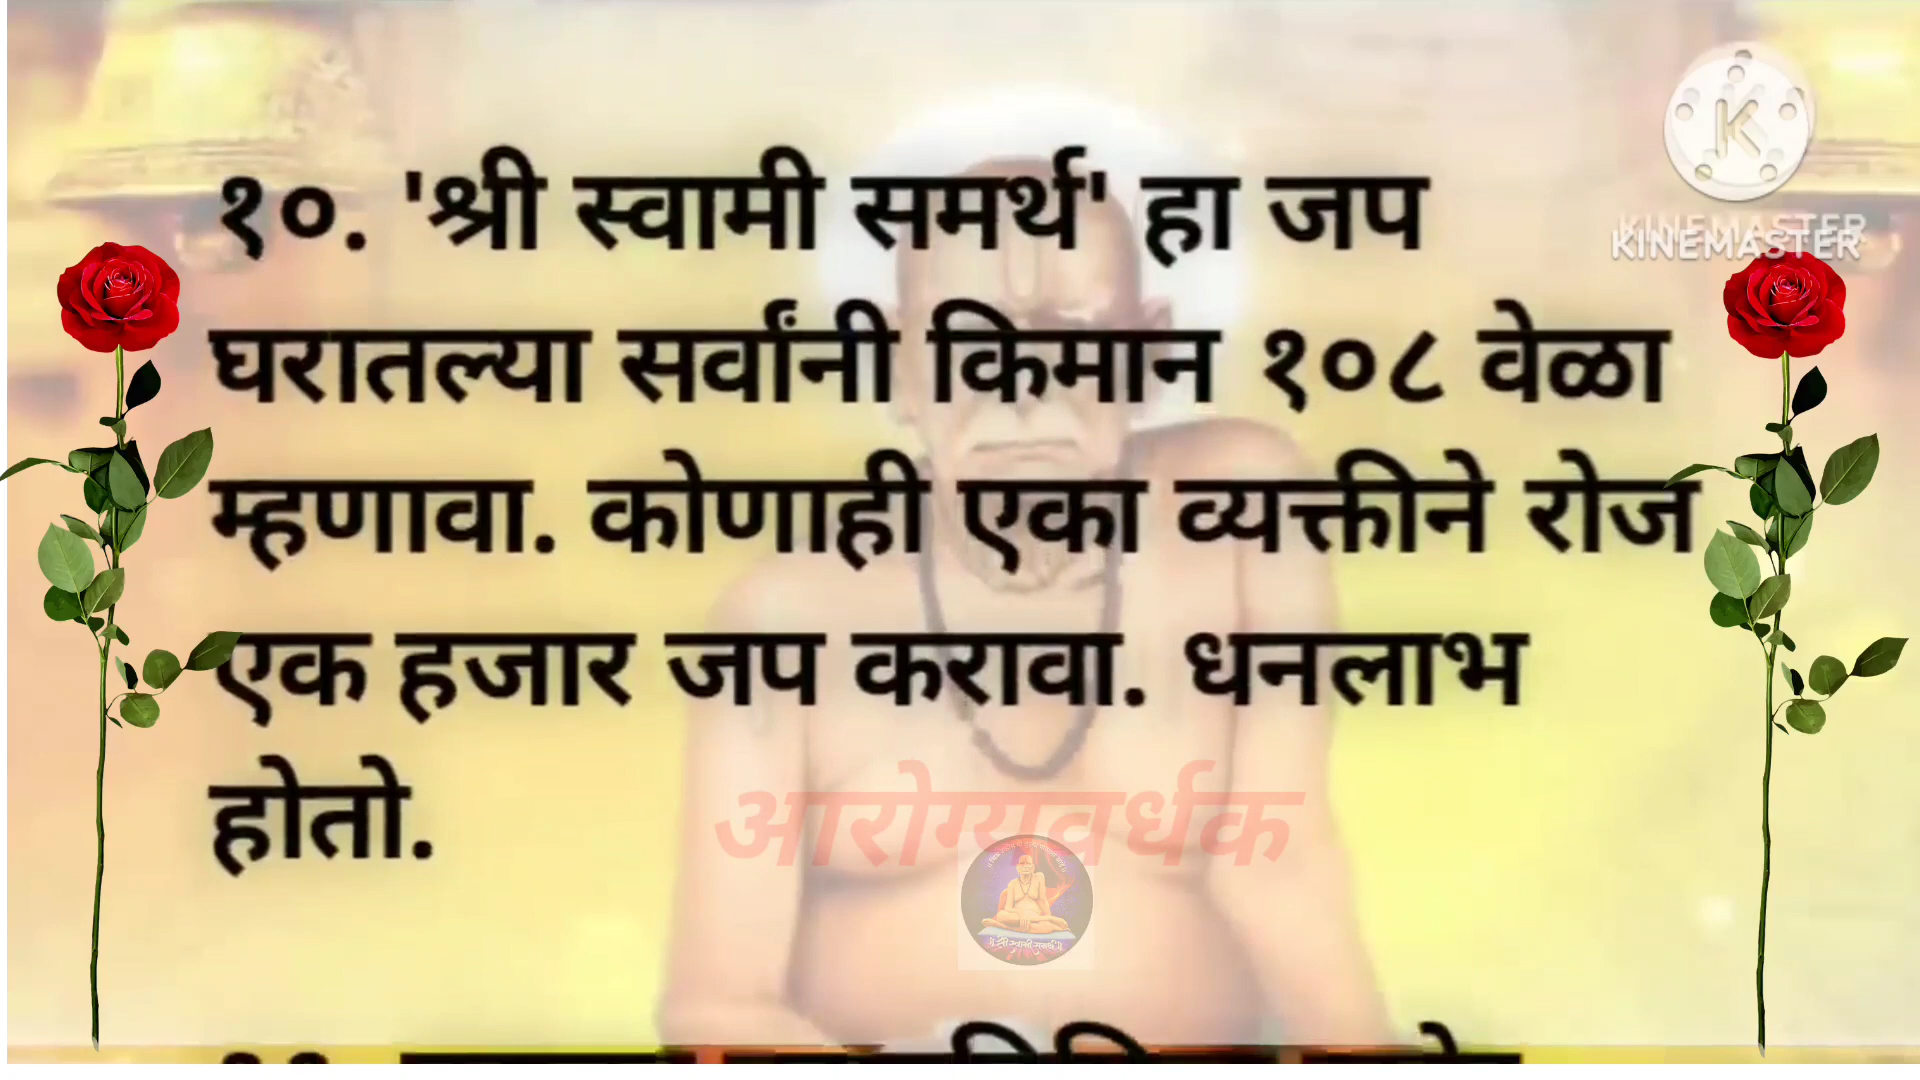 KINEMASTER
१०. 'श्री स्वामी समर्थ' हा जप
घरातल्या सर्वांनी किमान १०८ वेळा
म्हणावा. कोणाही एका व्यक्तीने रोज
एक हजार जप करावा. धनलाभ
होतो.
आरोग्यवर्धक
॥ श्री स्वामी समर्थ ॥